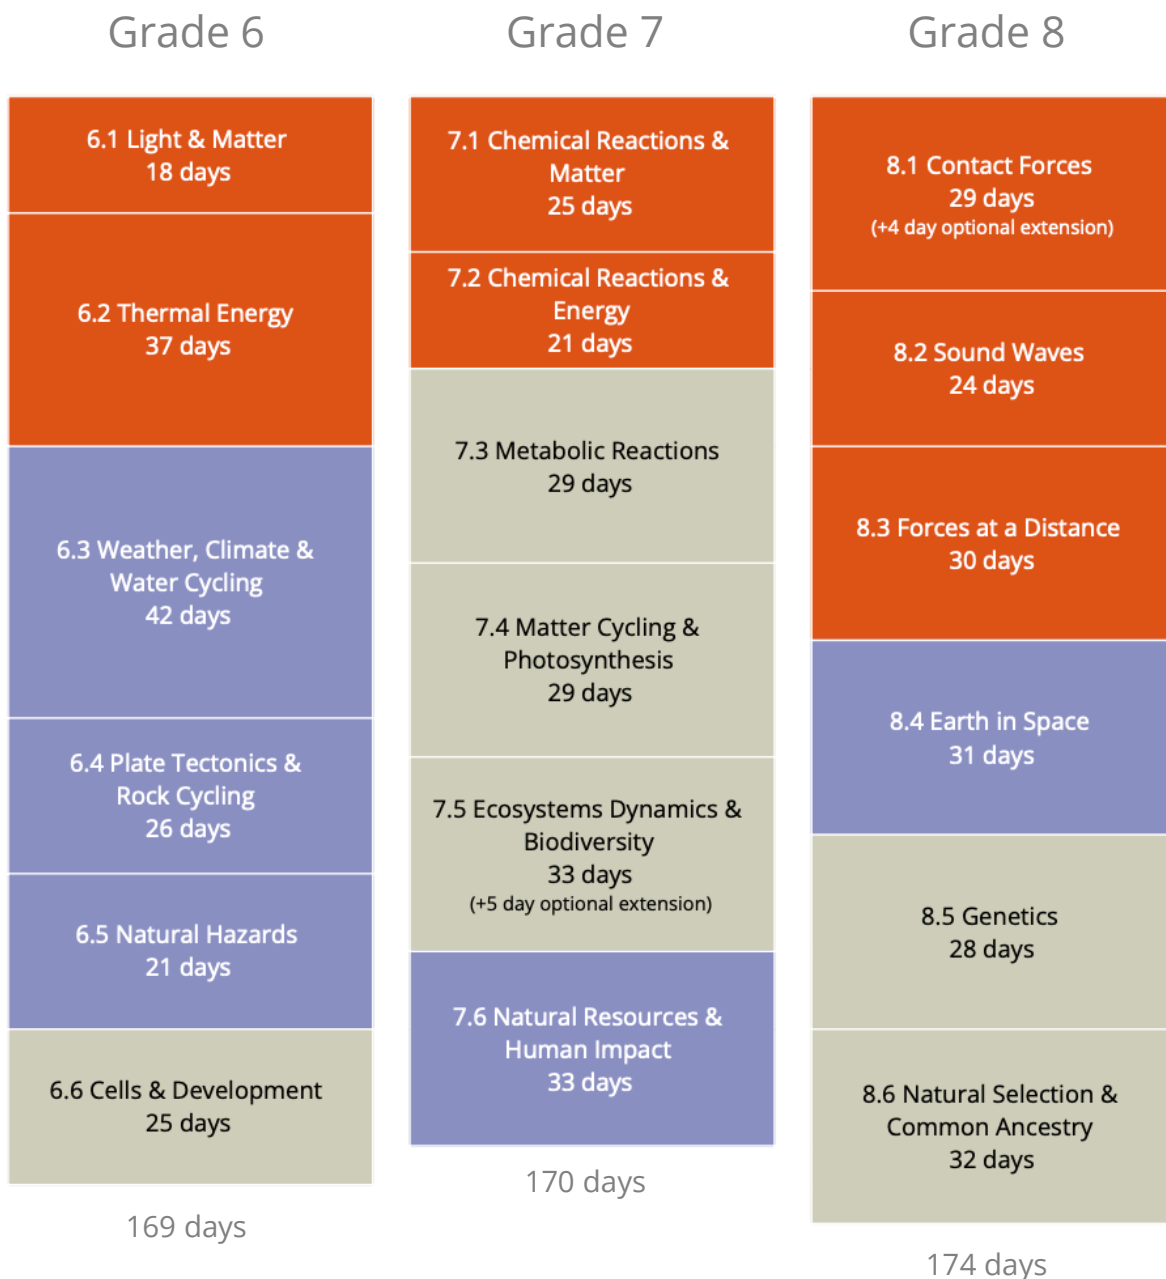 Grade 6
6.1 Light & Matter
18 days
6.2 Thermal Energy
37 days
6.3 Weather, Climate &
Water Cycling
42 days
6.4 Plate Tectonics &
Rock Cycling
26 days
6.5 Natural Hazards
21 days
6.6 Cells & Development
25 days
169 days
Grade 7
7.1 Chemical Reactions &
Matter
25 days
7.2 Chemical Reactions &
Energy
21 days
7.3 Metabolic Reactions
29 days
7.4 Matter Cycling &
Photosynthesis
29 days
7.5 Ecosystems Dynamics &
Biodiversity
33 days
(+5 day optional extension)
7.6 Natural Resources &
Human Impact
33 days
170 days
Grade 8
8.1 Contact Forces
29 days
(+4 day optional extension)
8.2 Sound Waves
24 days
8.3 Forces at a Distance
30 days
8.4 Earth in Space
31 days
8.5 Genetics
28 days
8.6 Natural Selection &
Common Ancestry
32 days
174 days